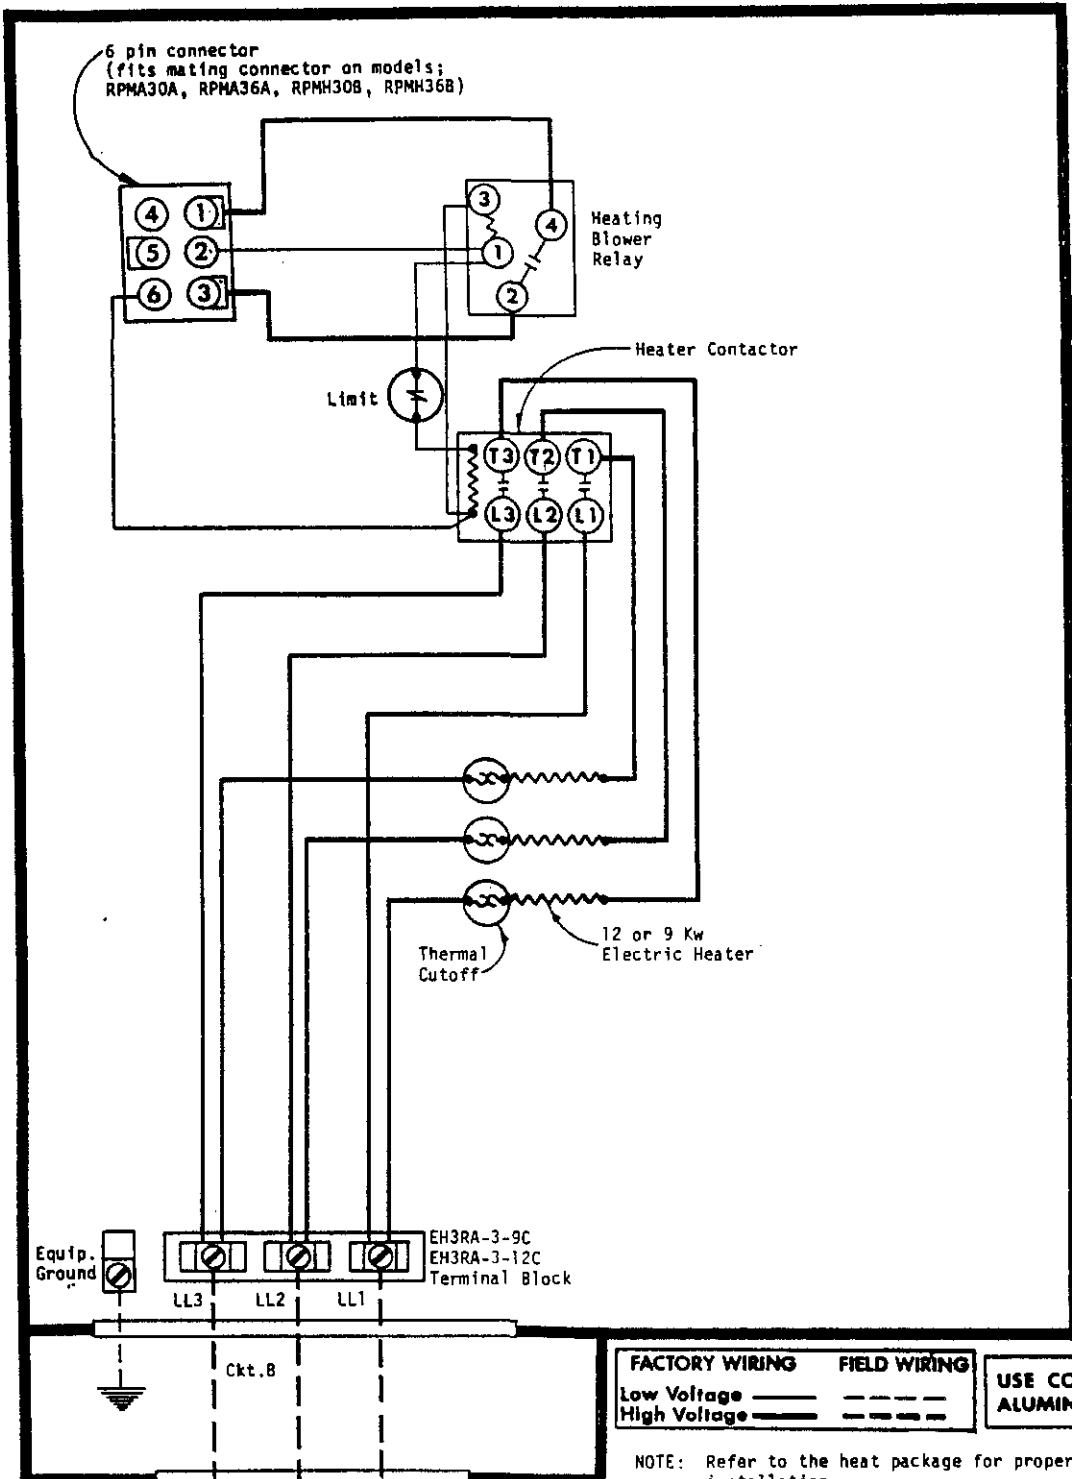 6 pin connector
(fits mating connector on models;
RPMA30A, RPMA36A, RPMH30B, RPMH36B)
4 1
5 2
6 3
3
4
1
2
Heating
Blower
Relay
Heater Contactor
Limit
T3 T2 T1
L3 L2 L1
12 or 9 Kw
Electric Heater
Thermal
Cutoff
EH3RA-3-9C
EH3RA-3-12C
Terminal Block
Equip.
Ground
LL3 LL2 LL1
Ckt.B
FACTORY WIRING FIELD WIRING
Low Voltage
High Voltage
USE CO
ALUMIN
NOTE: Refer to the heat package for proper